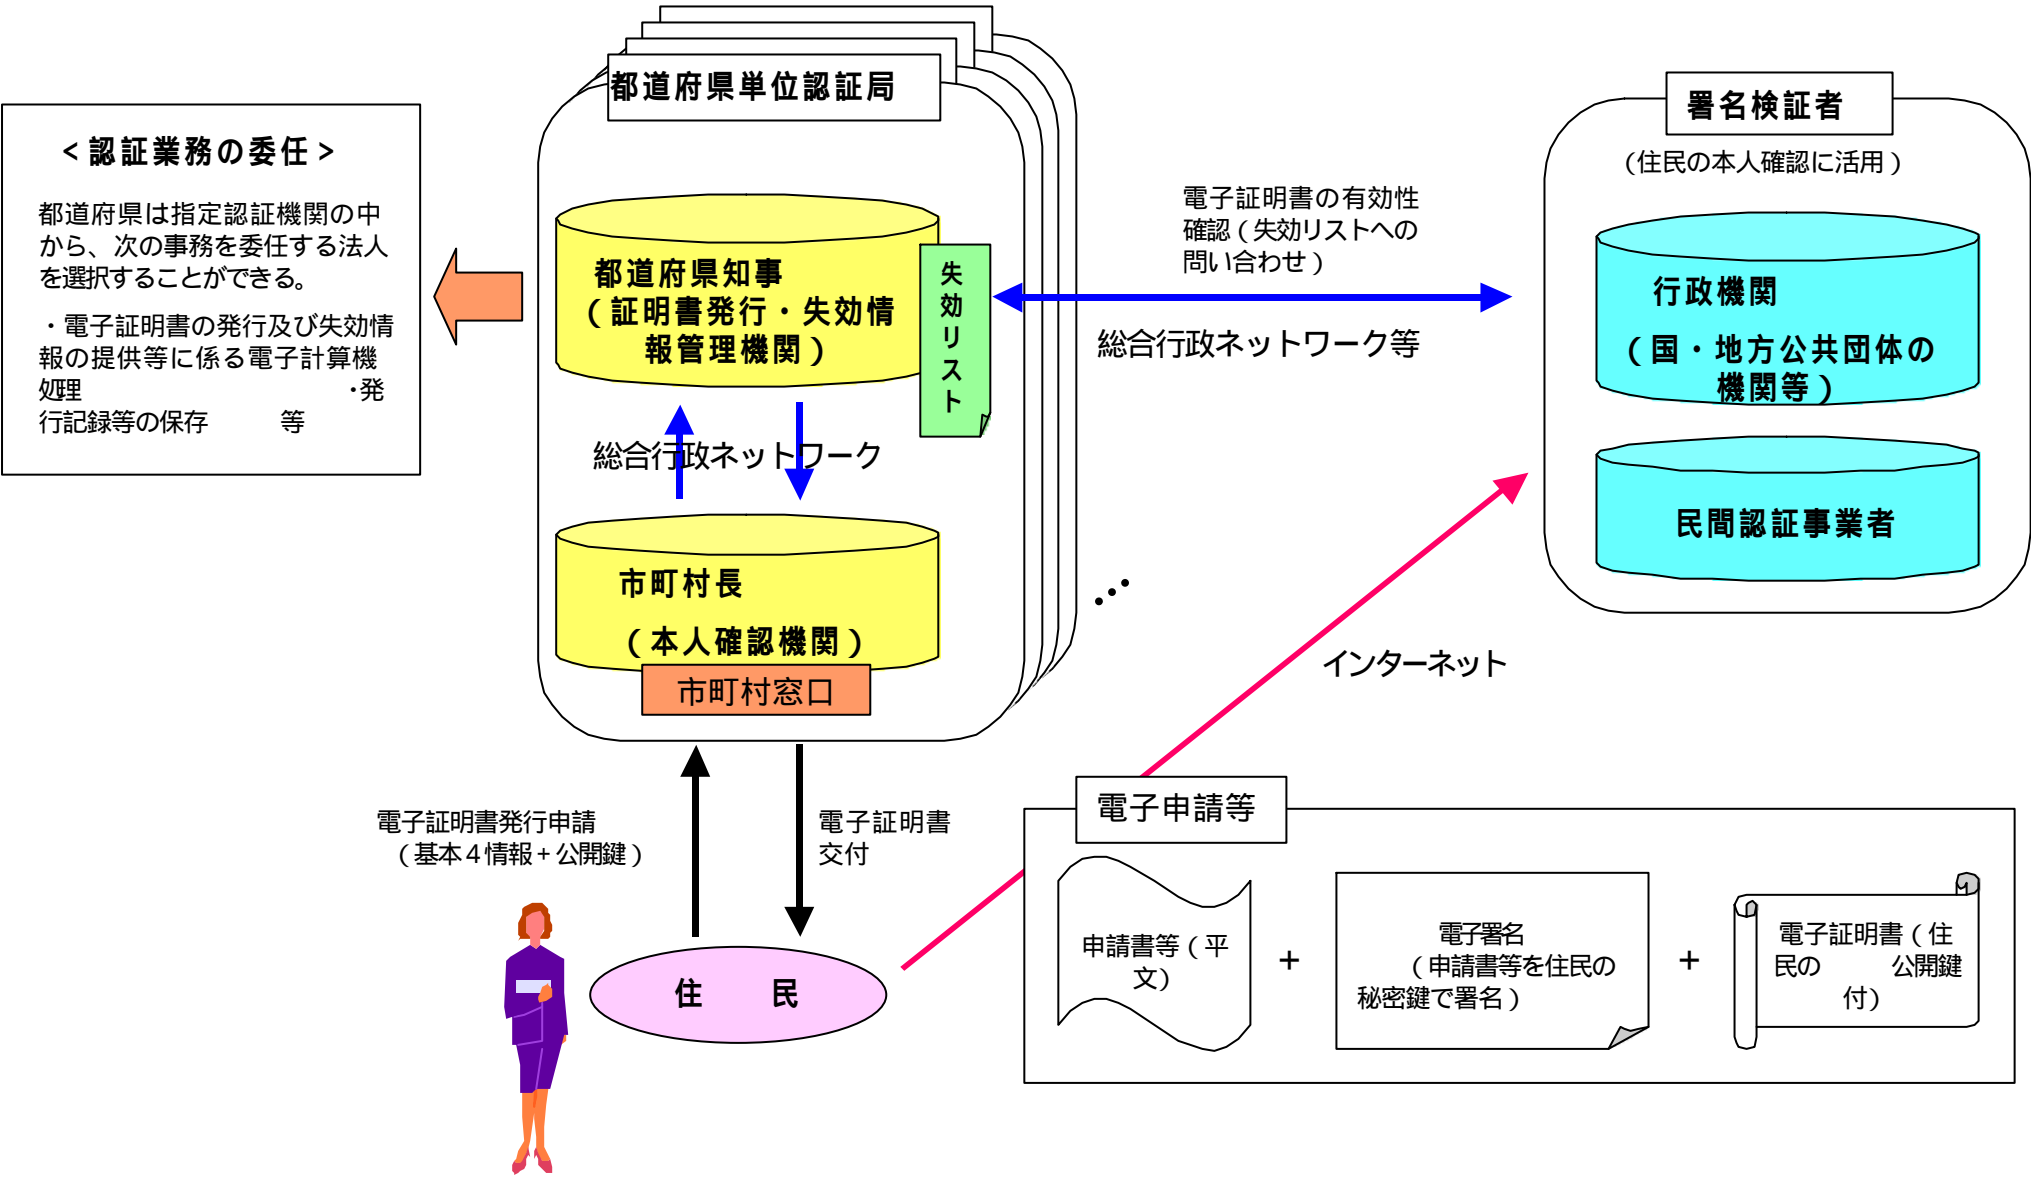 都道府県単位認証局
＜認証業務の委任＞
都道府県は指定認証機関の中
から、次の事務を委任する法人
を選択することができる。
・電子証明書の発行及び失効情
報の提供等に係る電子計算機
処理　・発
行記録等の保存　等
都道府県知事
（証明書発行・失効情
報管理機関）
失効リスト
総合行政ネットワーク
市町村長
（本人確認機関）
市町村窓口
電子証明書の有効性
確認（失効リストへの
問い合わせ）
総合行政ネットワーク等
署名検証者
（住民の本人確認に活用）
行政機関
（国・地方公共団体の
機関等）
民間認証事業者
…
インターネット
電子証明書発行申請
（基本４情報＋公開鍵）
電子証明書
交付
住　民
電子申請等
申請書等（平
文）
＋
電子署名
（申請書等を住民の
秘密鍵で署名）
＋
電子証明書（住
民の　公開鍵
付）